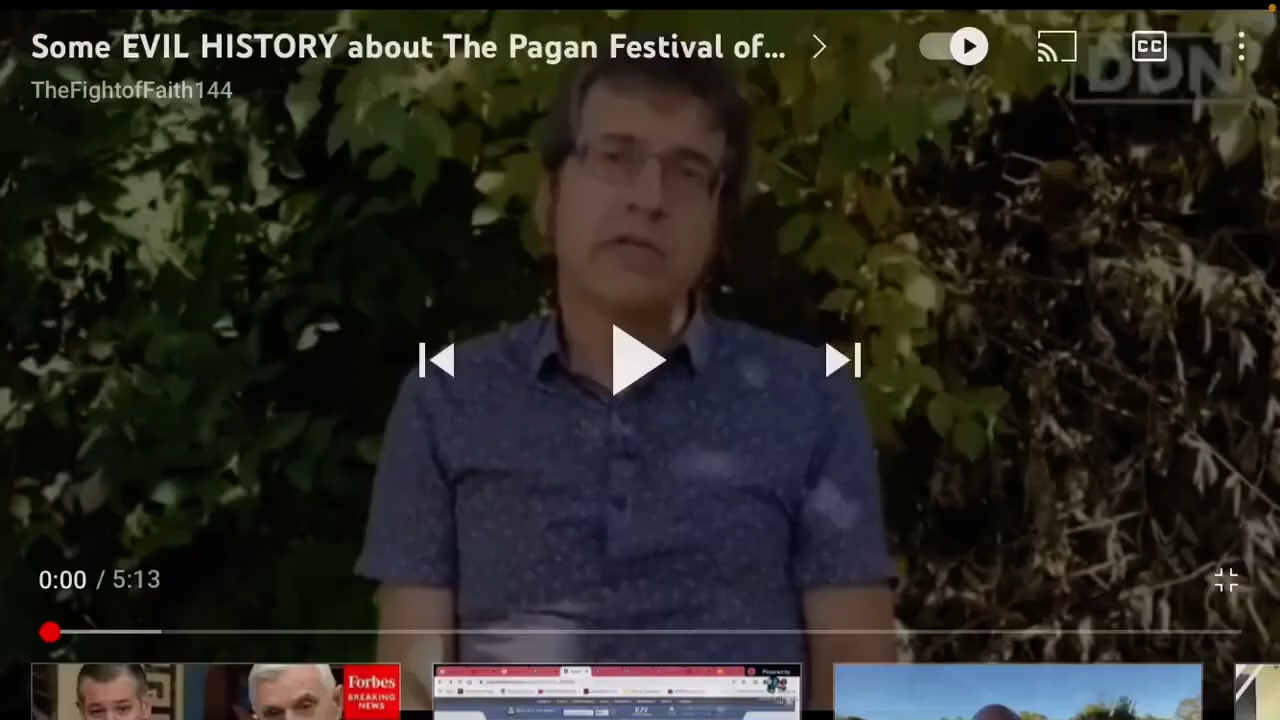 Some EVIL HISTORY about The Pagan Festival of...
TheFightofFaith144
CC
DDN
0:00 / 5:13
Forbes
BREAKING
NEWS